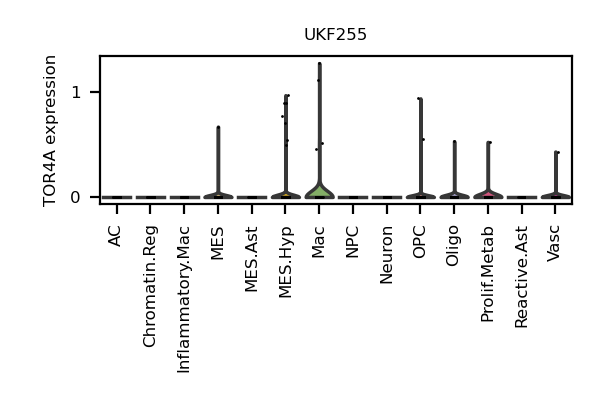 UKF255
TOR4A expression
1
0
AC
Chromatin.Reg
Inflammatory.Mac
MES
MES.Ast
MES.Hyp
Mac
NPC
Neuron
OPC
Oligo
Prolif.Metab
Reactive.Ast
Vasc